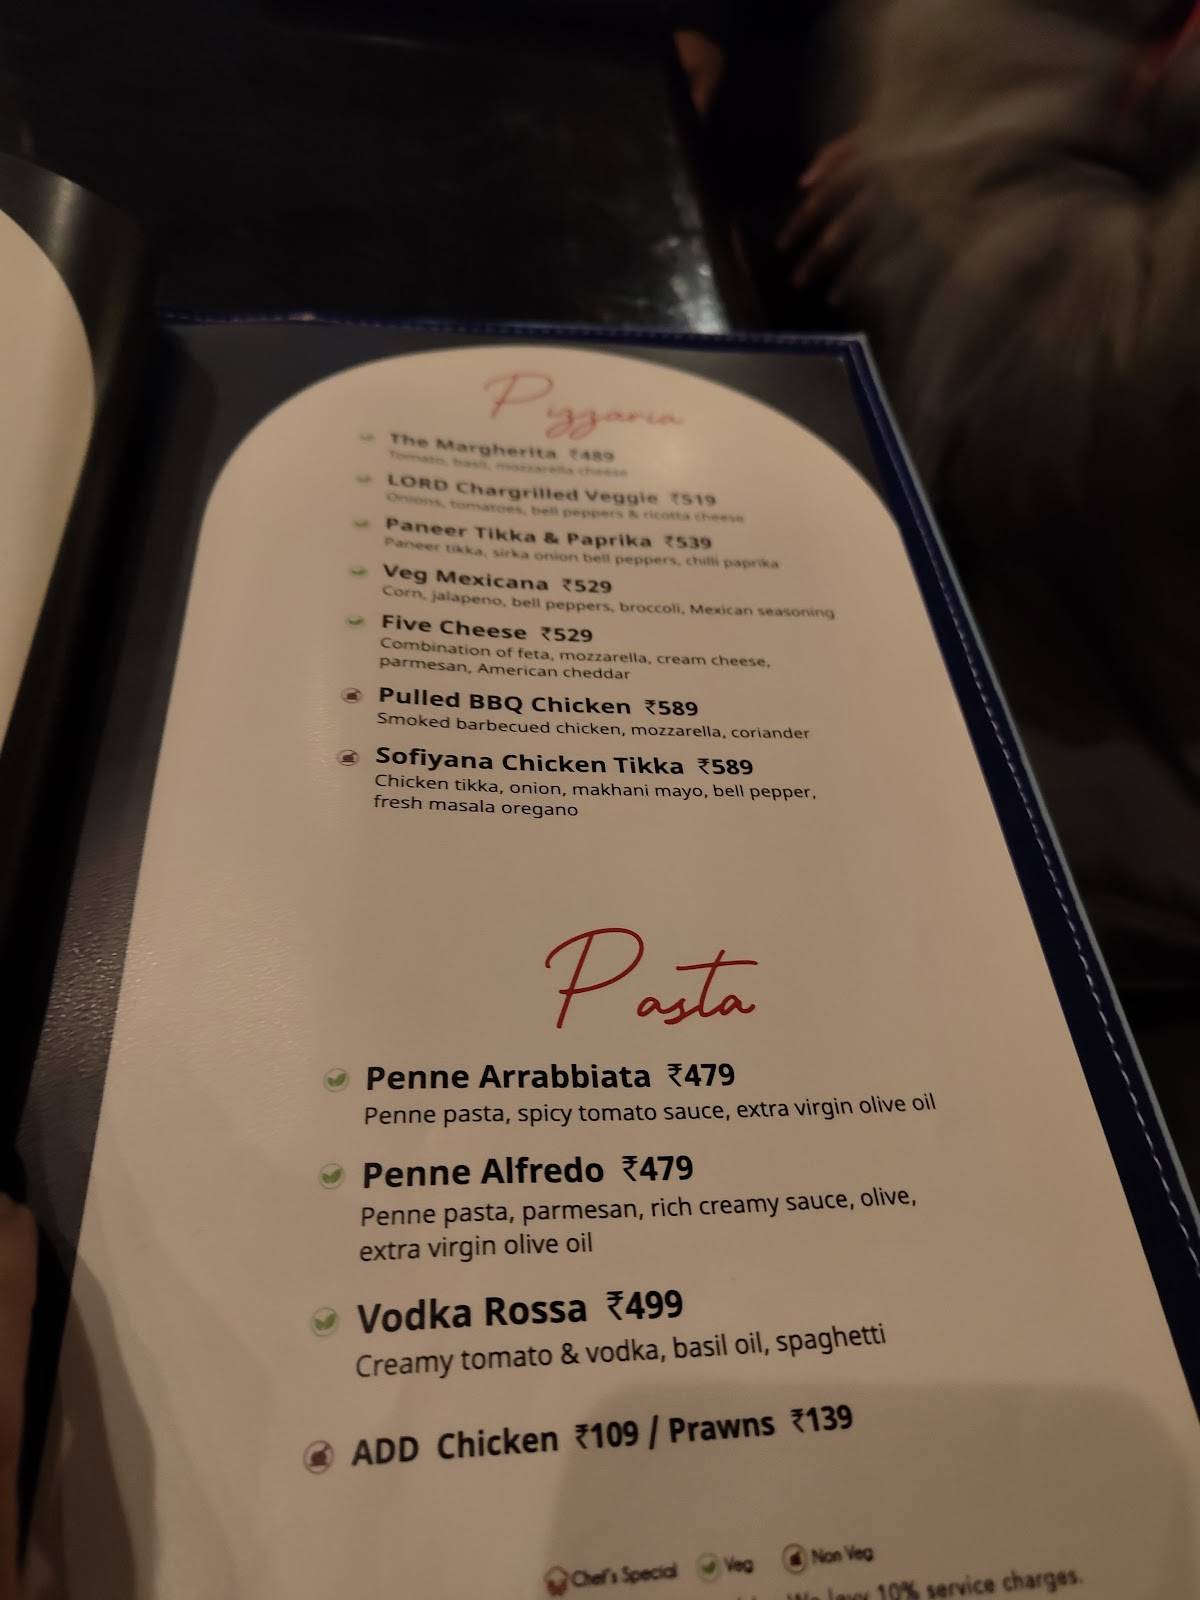 Pizzaria
The Margherita ₹489
Tomato, basil, mozzarella cheese
LORD Chargrilled Veggie ₹519
Onions, tomatoes, bell peppers & ricotta cheese
Paneer Tikka & Paprika ₹539
Paneer tikka, sirka onion bell peppers, chilli paprika
Veg Mexicana ₹529
Corn, jalapeno, bell peppers, broccoli, Mexican seasoning
Five Cheese ₹529
Combination of feta, mozzarella, cream cheese,
parmesan, American cheddar
Pulled BBQ Chicken ₹589
Smoked barbecued chicken, mozzarella, coriander
Sofiyana Chicken Tikka ₹589
Chicken tikka, onion, makhani mayo, bell pepper,
fresh masala oregano
Pasta
Penne Arrabbiata ₹479
Penne pasta, spicy tomato sauce, extra virgin olive oil
Penne Alfredo ₹479
Penne pasta, parmesan, rich creamy sauce, olive,
extra virgin olive oil
Vodka Rossa ₹499
Creamy tomato & vodka, basil oil, spaghetti
ADD Chicken ₹109 / Prawns ₹139
Chef's Special Veg Non Veg
We levy 10% service charges.